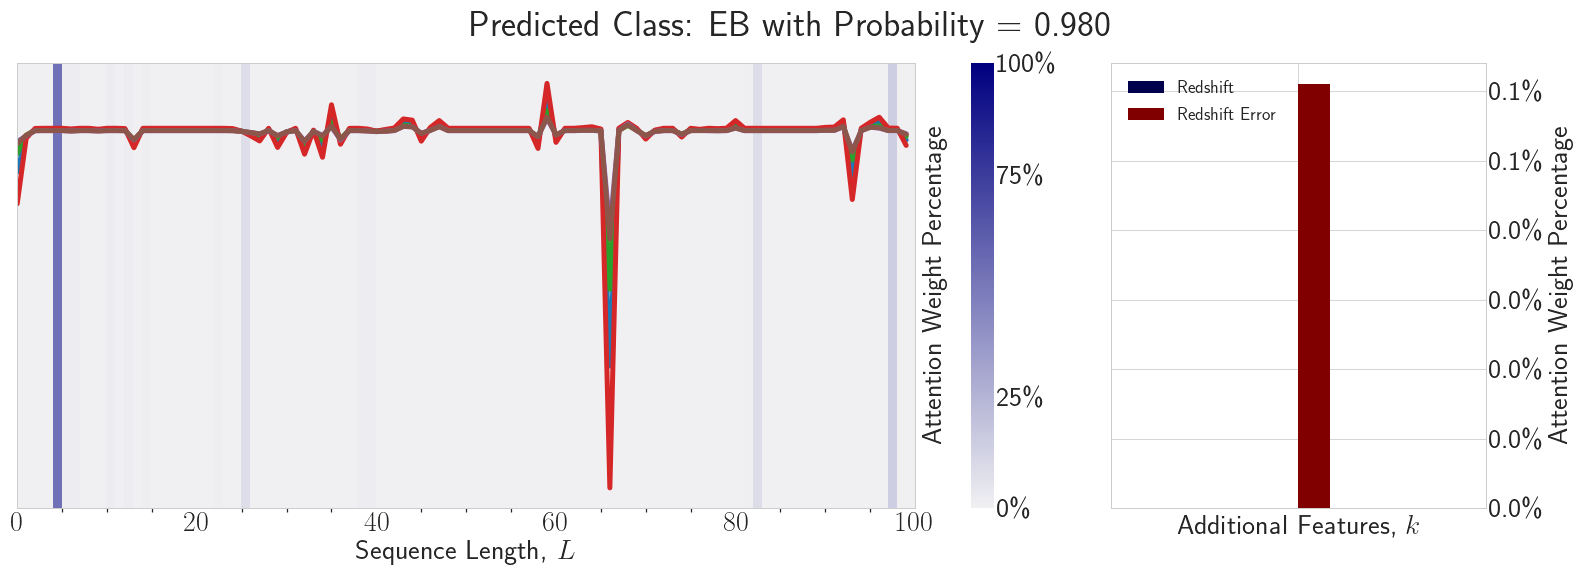 Predicted Class: EB with Probability = 0.980
100%
75%
25%
0%
Attention Weight Percentage
0
20
40
60
80
100
Sequence Length, L
Redshift
Redshift Error
0.1%
0.1%
0.0%
0.0%
0.0%
0.0%
0.0%
Attention Weight Percentage
Additional Features, k